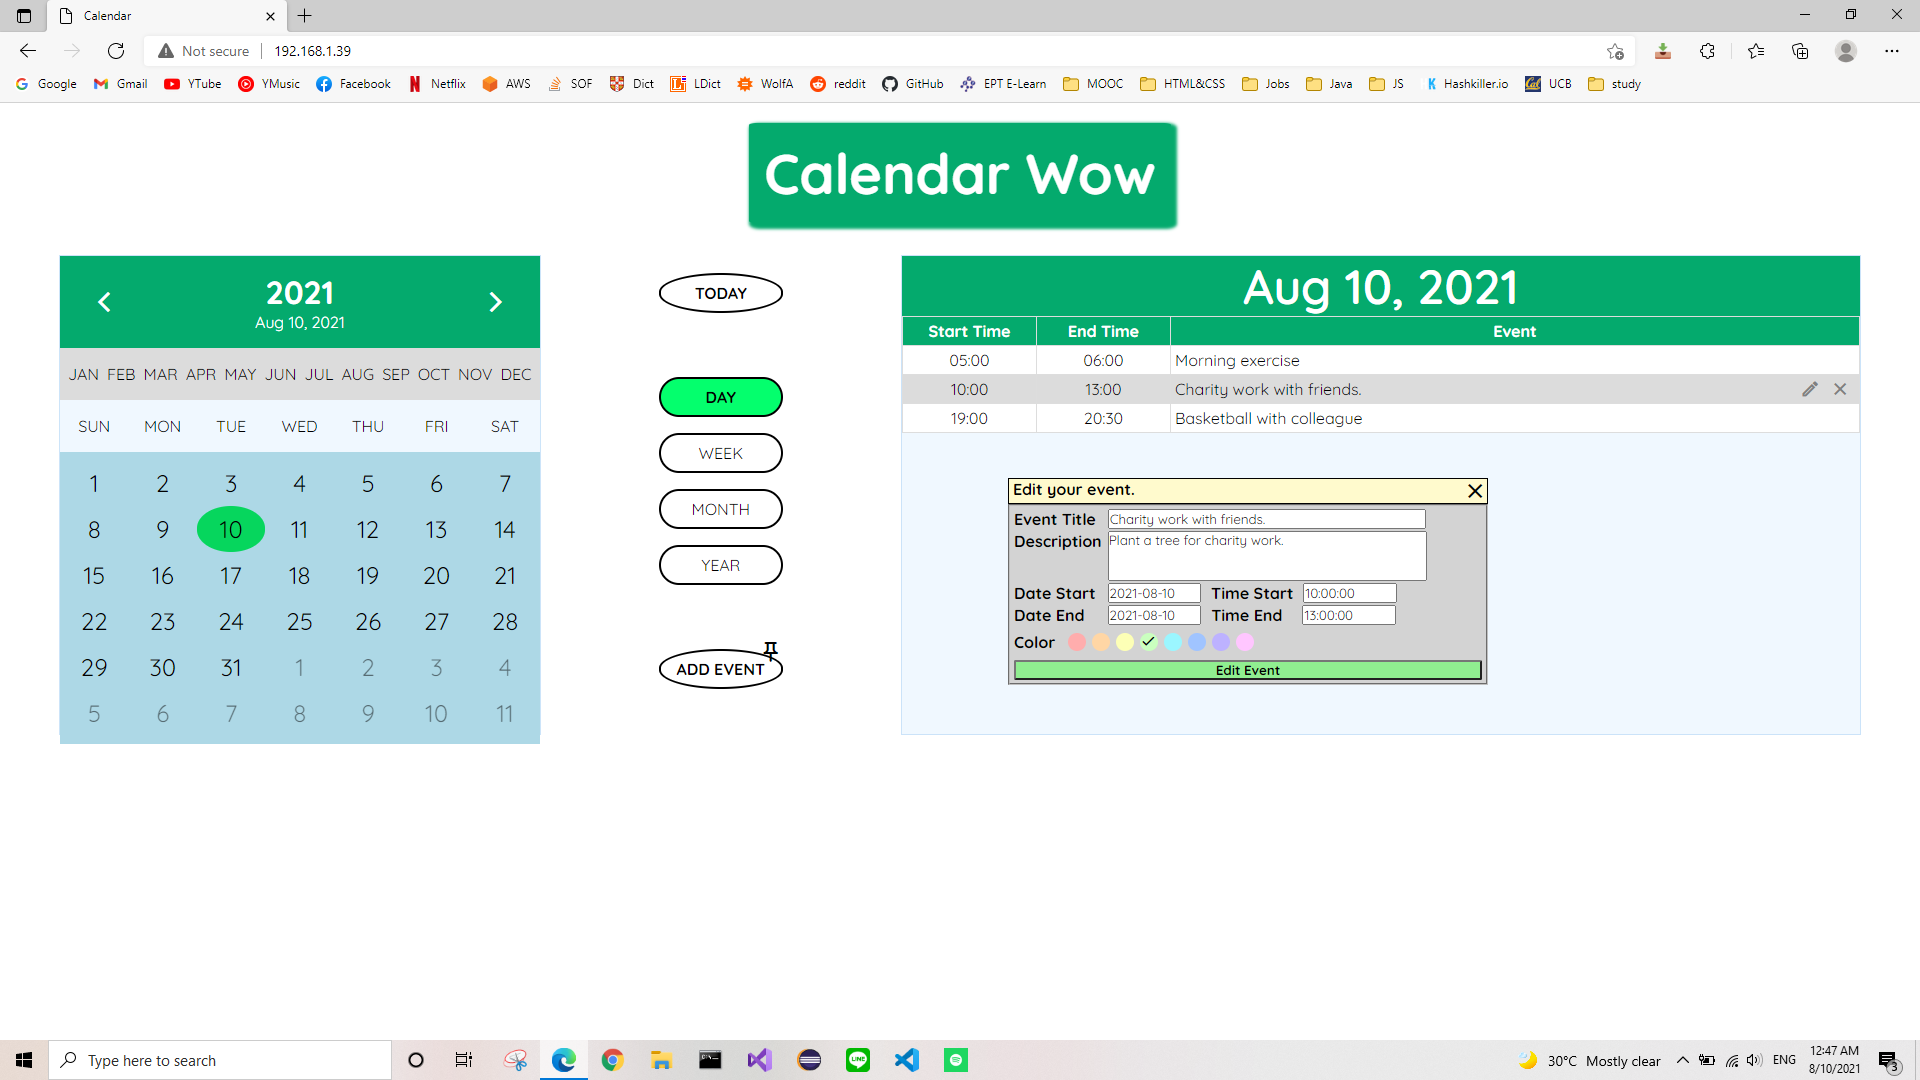 Calendar
Not secure 192.168.1.39
Google Gmail YTube YMusic Facebook Netflix AWS SOF Dict LDict WolfA reddit GitHub EPT E-Learn MOOC HTML&CSS Jobs Java JS Hashkiller.io UCB study
Calendar Wow
2021
Aug 10, 2021
JAN FEB MAR APR MAY JUN JUL AUG SEP OCT NOV DEC
SUN MON TUE WED THU FRI SAT
1 2 3 4 5 6 7
8 9 10 11 12 13 14
15 16 17 18 19 20 21
22 23 24 25 26 27 28
29 30 31 1 2 3 4
5 6 7 8 9 10 11
TODAY
DAY
WEEK
MONTH
YEAR
ADD EVENT
Aug 10, 2021
Start Time End Time Event
05:00 06:00 Morning exercise
10:00 13:00 Charity work with friends.
19:00 20:30 Basketball with colleague
Edit your event.
Event Title Charity work with friends.
Description Plant a tree for charity work.
Date Start 2021-08-10 Time Start 10:00:00
Date End 2021-08-10 Time End 13:00:00
Color
Edit Event
Type here to search
30°C Mostly clear
ENG
12:47 AM
8/10/2021
3